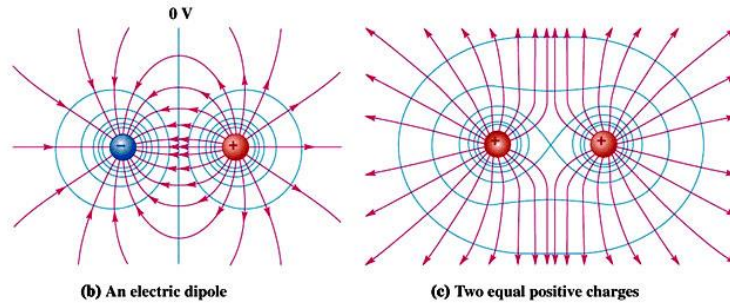 0 V
−
+
+
+
(b) An electric dipole
(c) Two equal positive charges